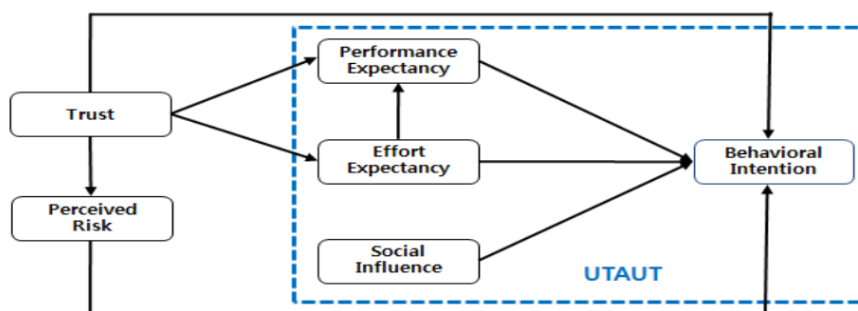 Performance
Expectancy
Trust
Effort
Expectancy
Behavioral
Intention
Perceived
Risk
Social
Influence
UTAUT